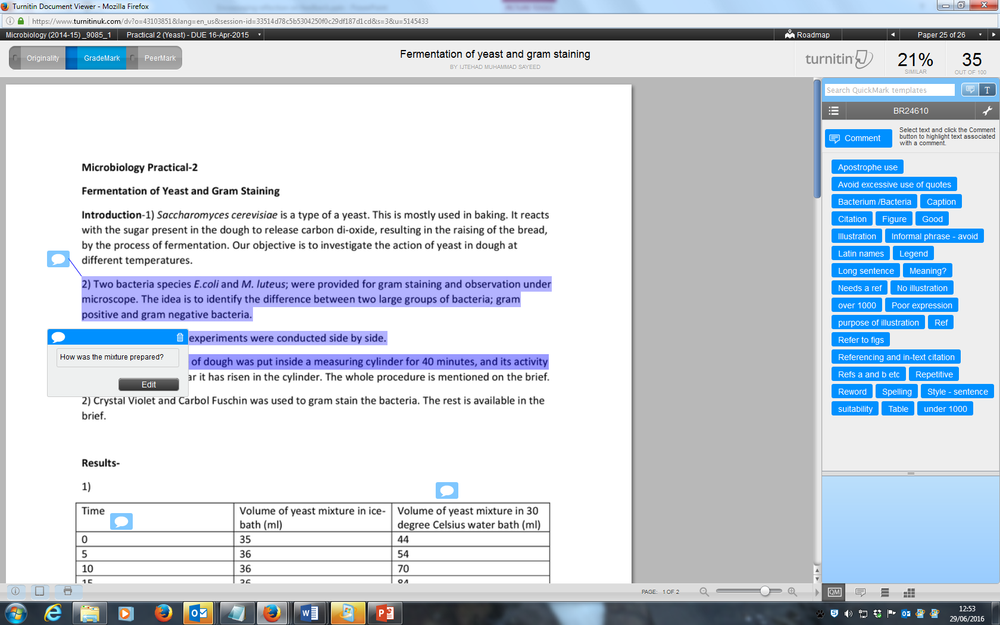 Turnitin Document Viewer - Mozilla Firefox
https://www.turnitinuk.com/dv?o=43103851&lang=en_us&session-id=33514d78c5b5304250f0c29df187d1cd&s=3&u=5145433
Microbiology (2014-15) _9085_1 Practical 2 (Yeast) - DUE 16-Apr-2015 Roadmap Paper 25 of 26
Originality GradeMark PeerMark
Fermentation of yeast and gram staining
BY IJTEHAD MUHAMMAD SAYEED
turnitin
21%
SIMILAR
35
OUT OF 100
Microbiology Practical-2
Fermentation of Yeast and Gram Staining
Introduction-1) Saccharomyces cerevisiae is a type of a yeast. This is mostly used in baking. It reacts
with the sugar present in the dough to release carbon di-oxide, resulting in the raising of the bread,
by the process of fermentation. Our objective is to investigate the action of yeast in dough at
different temperatures.
2) Two bacteria species E.coli and M. luteus; were provided for gram staining and observation under
microscope. The idea is to identify the difference between two large groups of bacteria; gram
positive and gram negative bacteria.
experiments were conducted side by side.
How was the mixture prepared?
Edit
of dough was put inside a measuring cylinder for 40 minutes, and its activity
ar it has risen in the cylinder. The whole procedure is mentioned on the brief.
2) Crystal Violet and Carbol Fuschin was used to gram stain the bacteria. The rest is available in the
brief.
Results-
1)
Time Volume of yeast mixture in ice-
bath (ml) Volume of yeast mixture in 30
degree Celsius water bath (ml)
0 35 44
5 36 54
10 36 70
15 36 84
Search QuickMark templates
T
BR24610
Comment
Select text and click the Comment
button to highlight text associated
with a comment.
Apostrophe use
Avoid excessive use of quotes
Bacterium /Bacteria Caption
Citation Figure Good
Illustration Informal phrase - avoid
Latin names Legend
Long sentence Meaning?
Needs a ref No illustration
over 1000 Poor expression
purpose of illustration Ref
Refer to figs
Referencing and in-text citation
Refs a and b etc Repetitive
Reword Spelling Style - sentence
suitability Table under 1000
PAGE: 1 OF 2
QM
12:53
29/06/2016